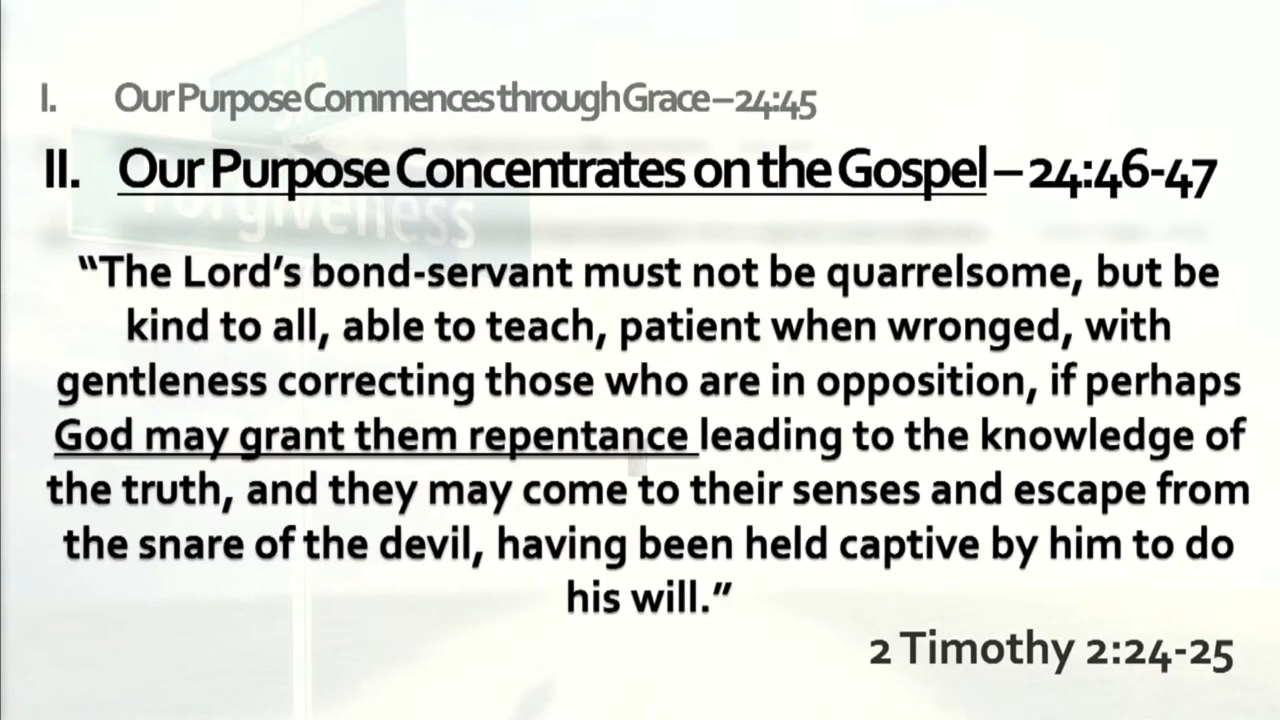 Sin
I. Our Purpose Commences through Grace – 24:45
II. Our Purpose Concentrates on the Gospel – 24:46-47
Forgiveness
“The Lord’s bond-servant must not be quarrelsome, but be
kind to all, able to teach, patient when wronged, with
gentleness correcting those who are in opposition, if perhaps
God may grant them repentance leading to the knowledge of
the truth, and they may come to their senses and escape from
the snare of the devil, having been held captive by him to do
his will.”
2 Timothy 2:24-25